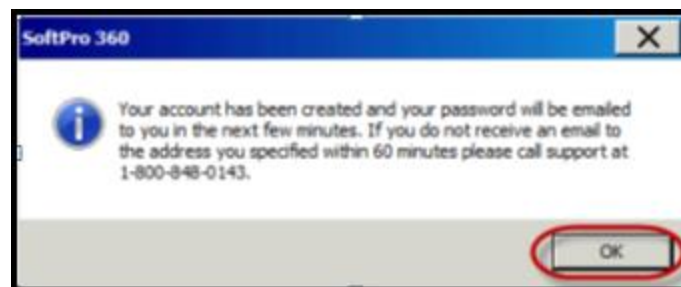 SoftPro 360
Your account has been created and your password will be emailed
to you in the next few minutes. If you do not receive an email to
the address you specified within 60 minutes please call support at
1-800-848-0143.
OK